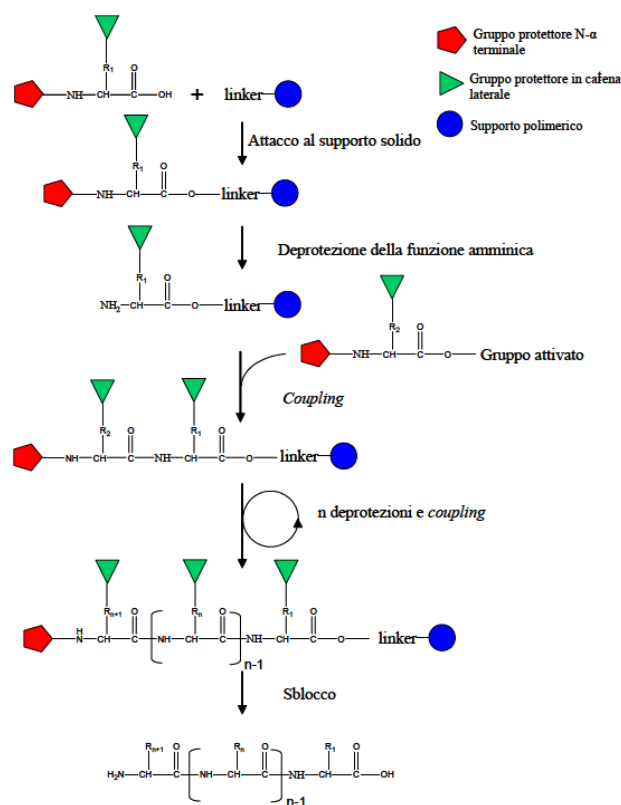 Gruppo protettore N-α
terminale
Gruppo protettore in catena
laterale
Supporto polimerico
R1
O
NH CH C OH + linker
Attacco al supporto solido
R1
O
NH CH C O linker
Deprotezione della funzione amminica
R1
O
NH2 CH C O linker
R2
O
NH CH C O Gruppo attivato
Coupling
R2 O R1 O
NH CH C NH CH C O linker
n deprotezioni e coupling
Rn+1 O Rn O R1 O
H
N CH C NH CH C NH CH C O linker
n-1
Sblocco
Rn+1 O Rn O R1 O
H2N CH C NH CH C NH CH C OH
n-1